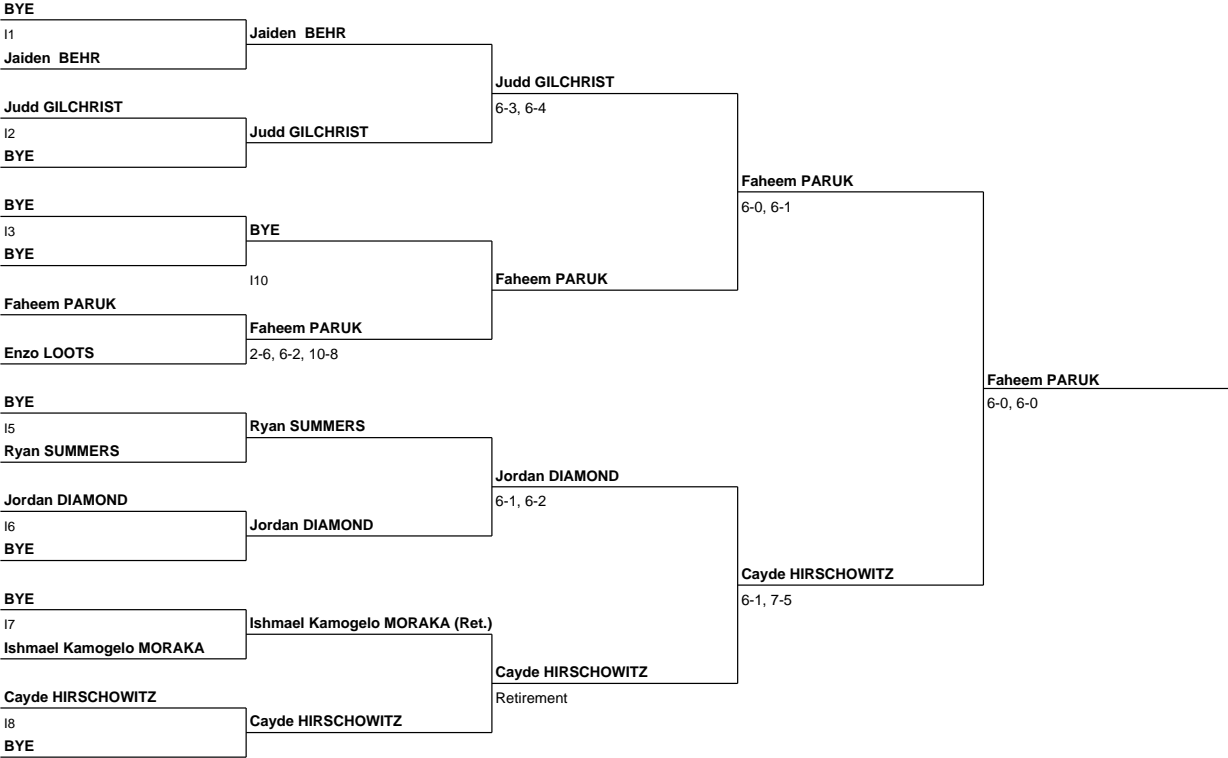 BYE
I1
Jaiden  BEHR
Judd GILCHRIST
I2
BYE
BYE
I3
BYE
Faheem PARUK
Enzo LOOTS
BYE
I5
Ryan SUMMERS
Jordan DIAMOND
I6
BYE
BYE
I7
Ishmael Kamogelo MORAKA
Cayde HIRSCHOWITZ
I8
BYE
Jaiden  BEHR
Judd GILCHRIST
BYE
I10
Faheem PARUK
2-6, 6-2, 10-8
Ryan SUMMERS
Jordan DIAMOND
Ishmael Kamogelo MORAKA (Ret.)
Cayde HIRSCHOWITZ
Judd GILCHRIST
6-3, 6-4
Faheem PARUK
Jordan DIAMOND
6-1, 6-2
Cayde HIRSCHOWITZ
Retirement
Faheem PARUK
6-0, 6-1
Cayde HIRSCHOWITZ
6-1, 7-5
Faheem PARUK
6-0, 6-0